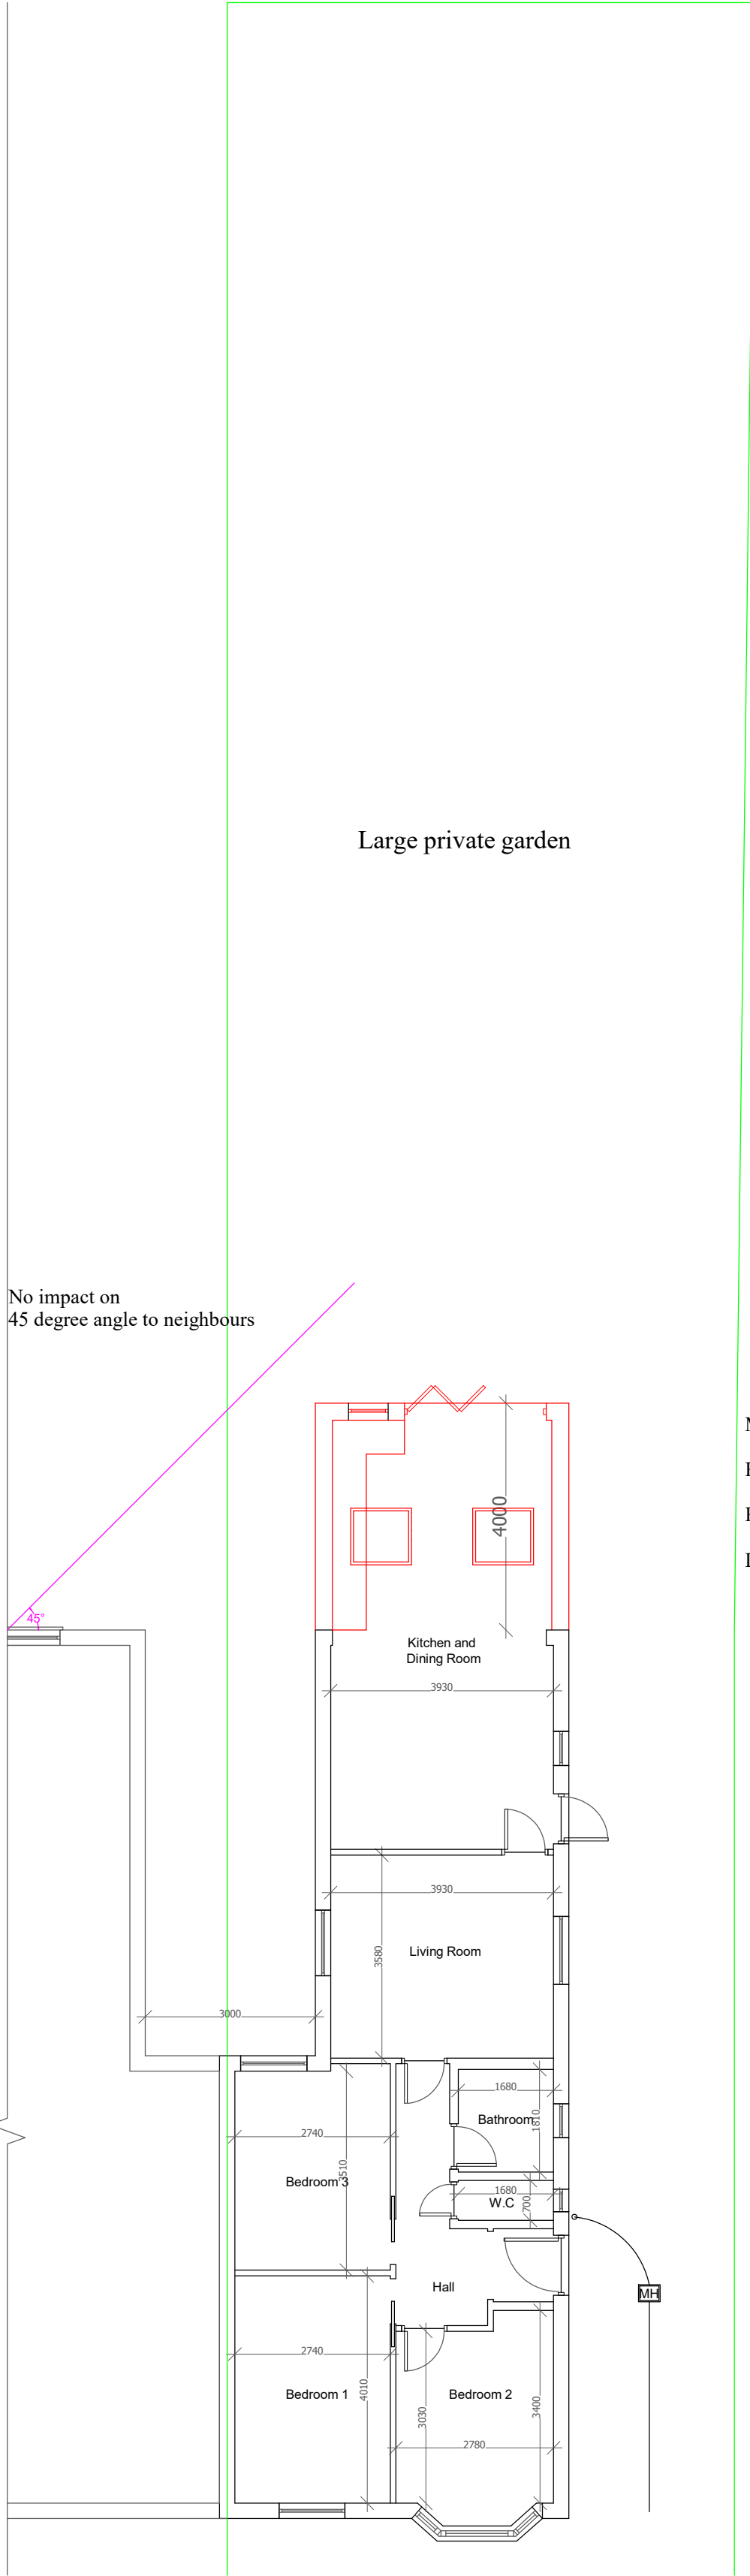 Large private garden
No impact on
45 degree angle to neighbours
45°
4000
Kitchen and
Dining Room
3930
3930
3580
Living Room
3000
1680
Bathroom
1810
2740
3510
Bedroom 3
1680
W.C
700
Hall
MH
2740
4010
Bedroom 1
Bedroom 2
3030
3400
2780